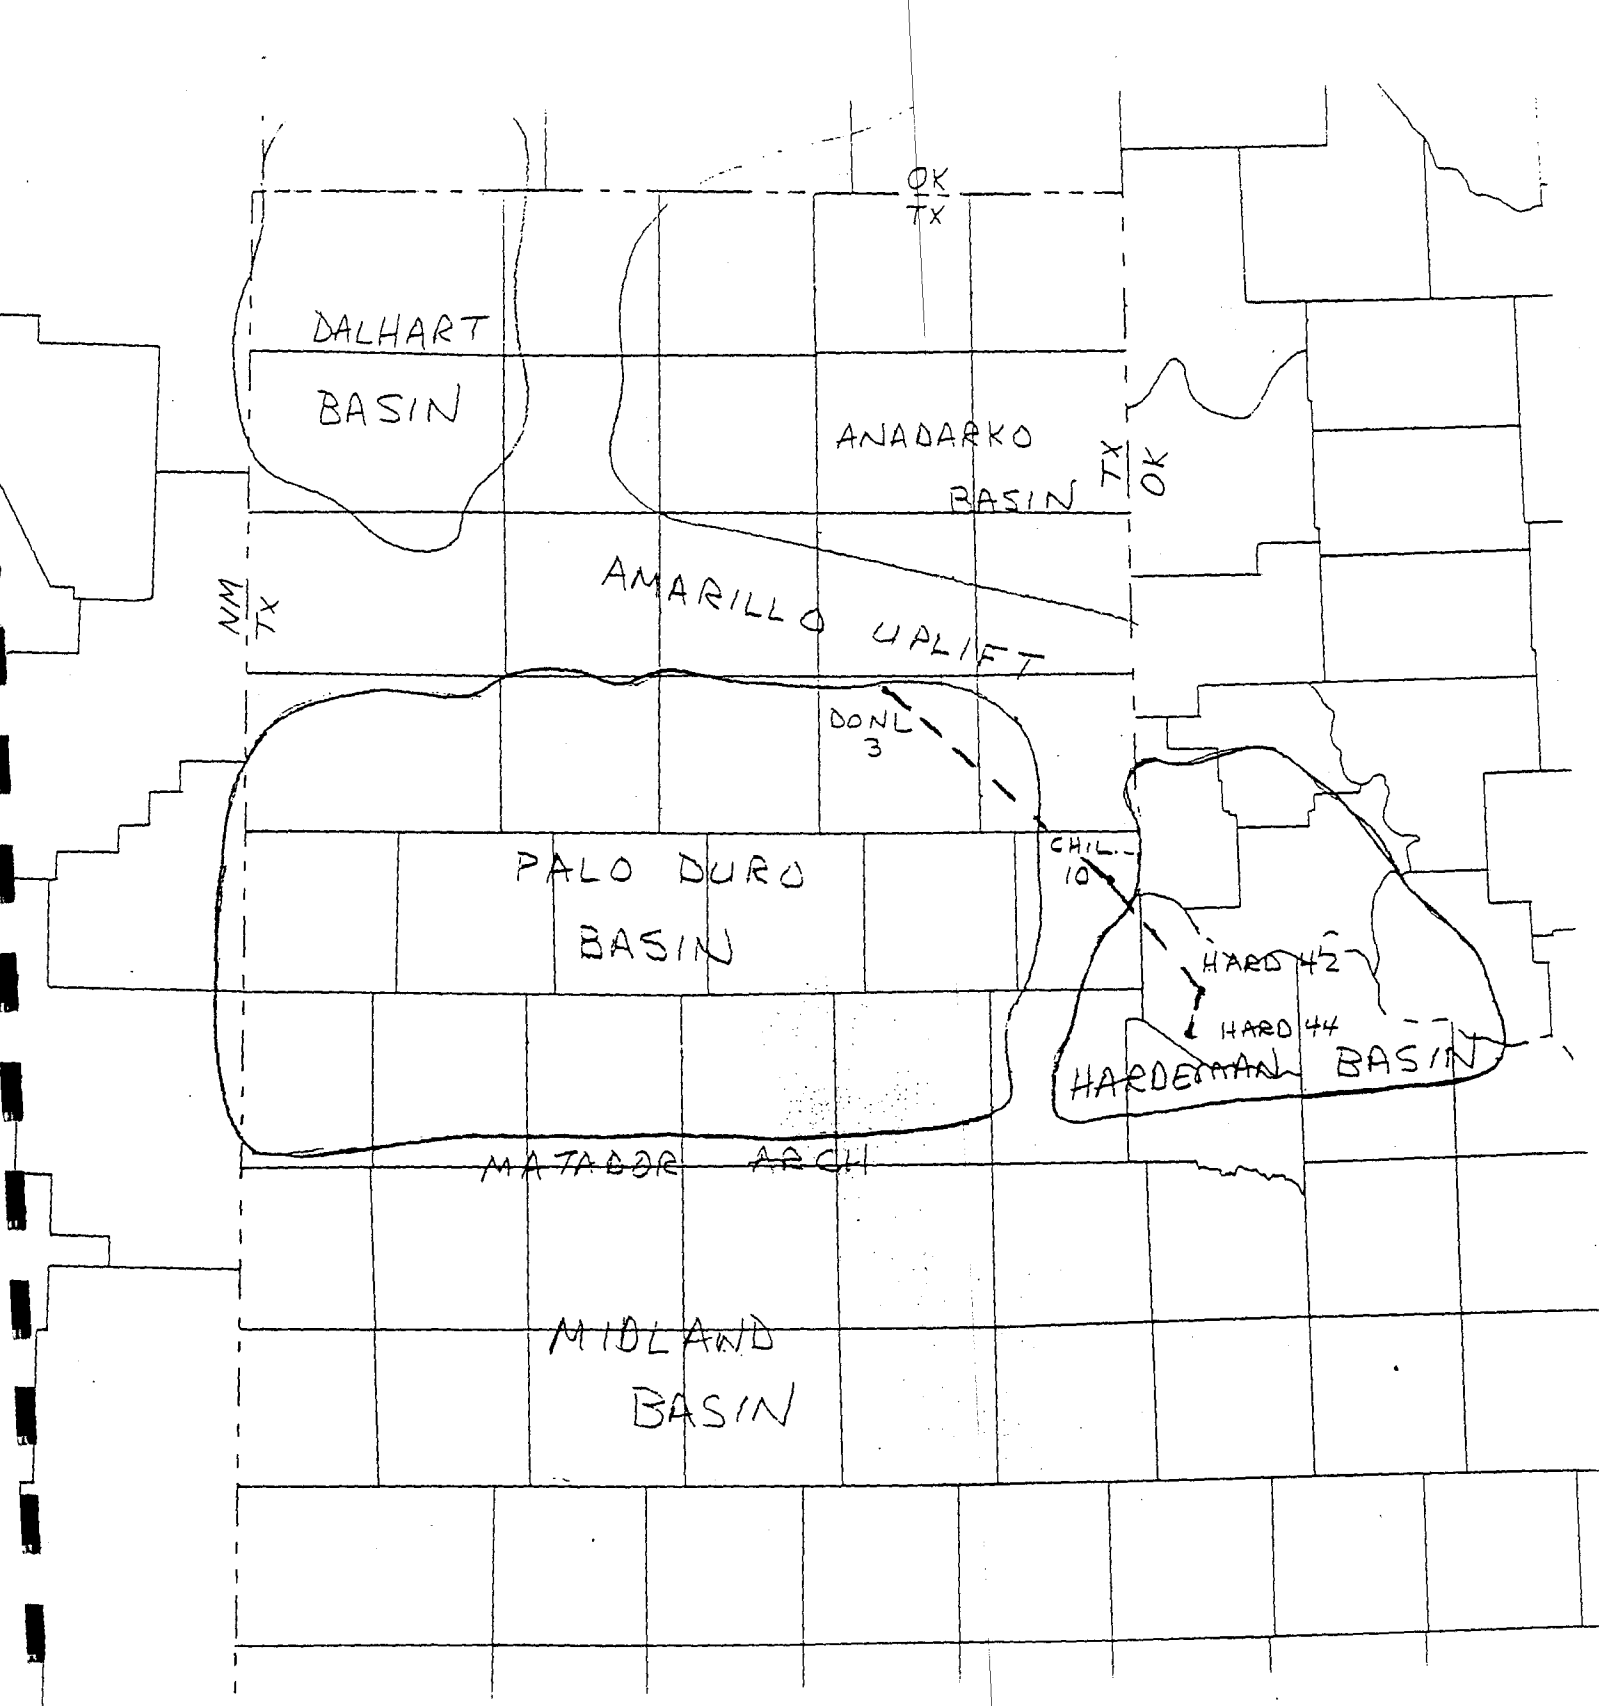 OK
TX
DALHART
BASIN
ANADARKO
BASIN
TX
OK
NM
TX
AMARILLO UPLIFT
DONL
3
CHIL.
10
PALO DURO
BASIN
HARD 42
HARD 44
HARDEMAN BASIN
MATADOR ARCH
MIDLAND
BASIN